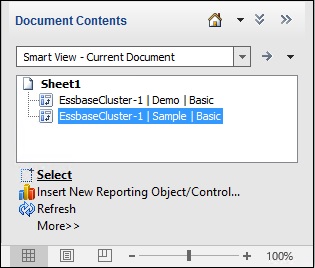 Document Contents
Smart View - Current Document
Sheet1
EssbaseCluster-1 | Demo | Basic
EssbaseCluster-1 | Sample | Basic
Select
Insert New Reporting Object/Control...
Refresh
More>>
100%